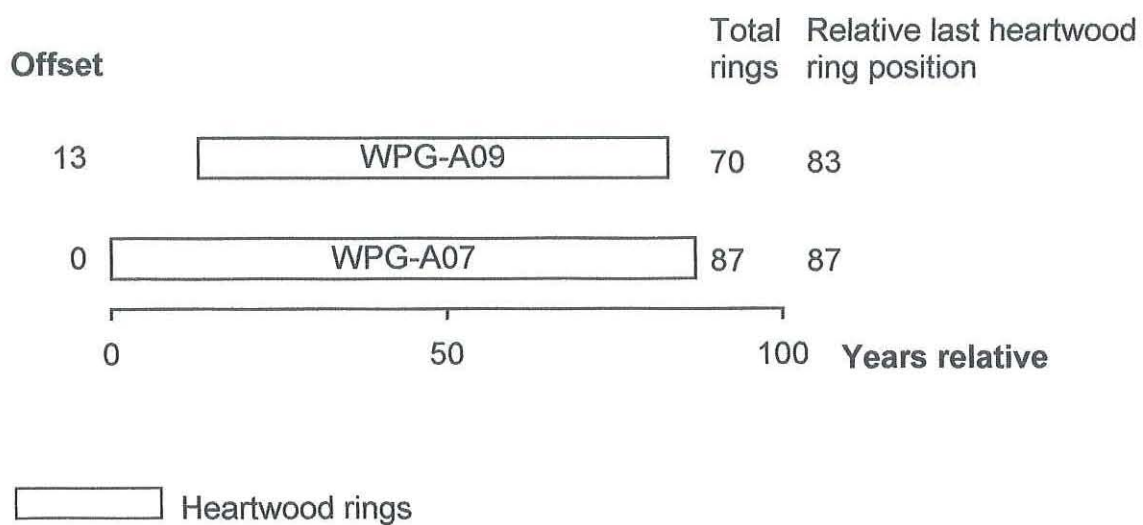 Offset
Total rings
Relative last heartwood ring position
13 WPG-A09 70 83
0 WPG-A07 87 87
0 50 100 Years relative
Heartwood rings